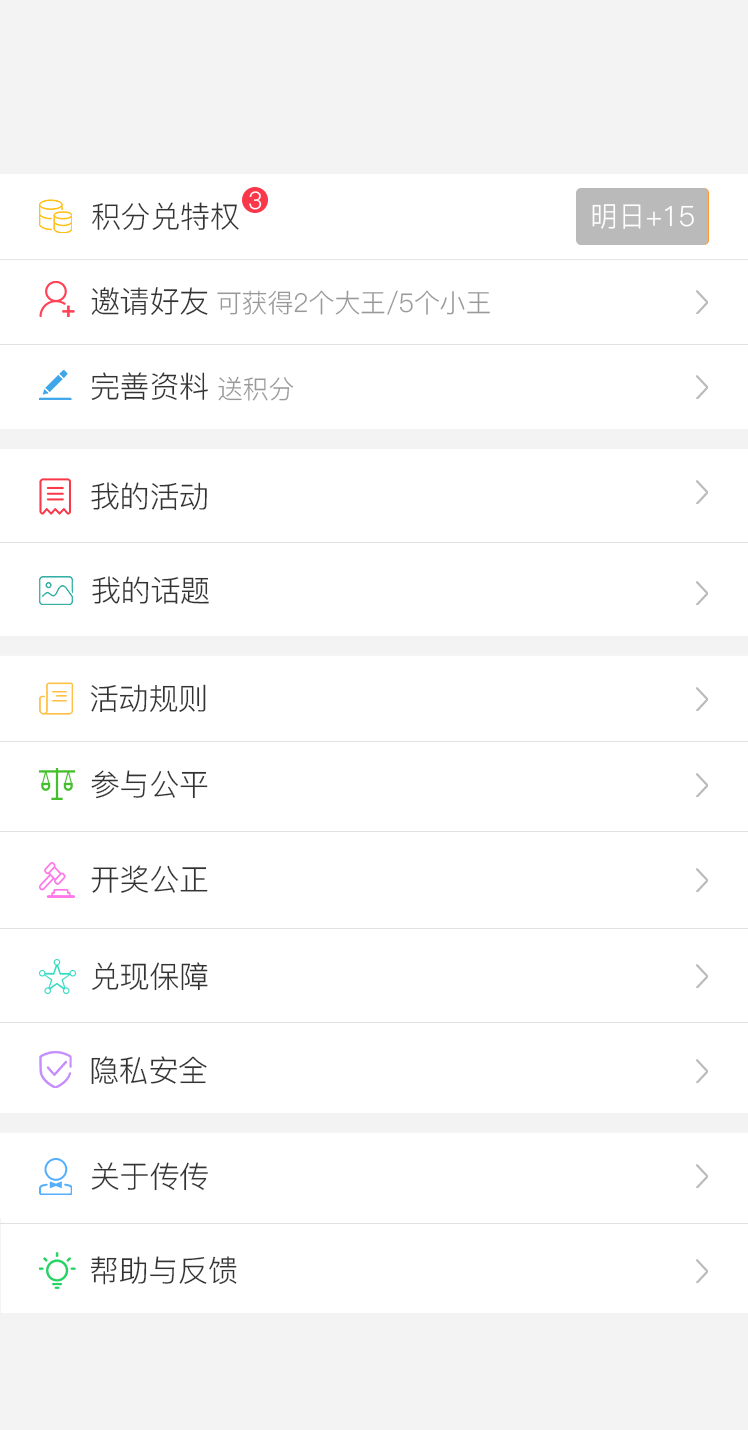 积分兑特权 3 明日+15
邀请好友 可获得2个大王/5个小王
完善资料 送积分
我的活动
我的话题
活动规则
参与公平
开奖公正
兑现保障
隐私安全
关于传传
帮助与反馈